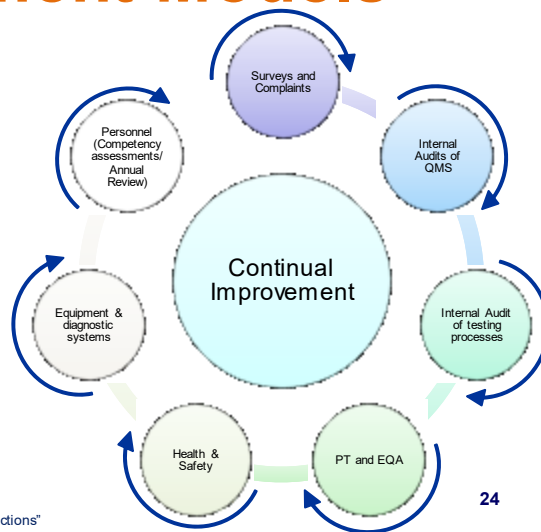 Surveys and
Complaints
Internal
Audits of
QMS
Internal Audit
of testing
processes
PT and EQA
Health &
Safety
Equipment &
diagnostic
systems
Personnel
(Competency
assessments/
Annual
Review)
Continual
Improvement
24
ctions”